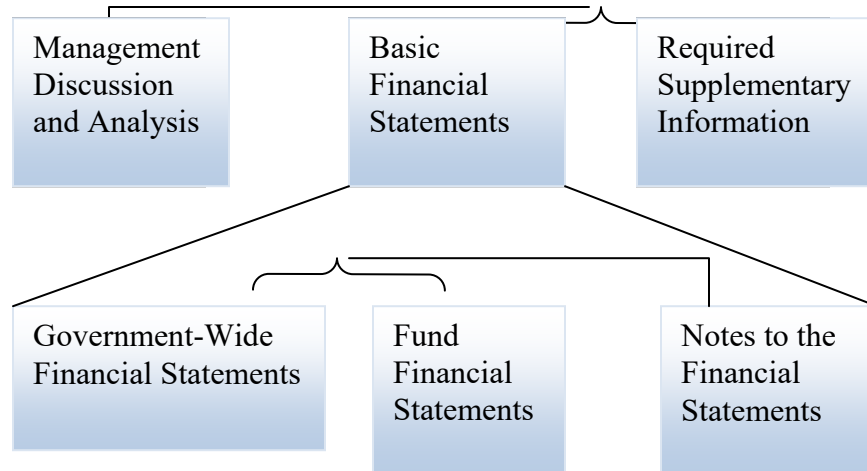 Management
Discussion
and Analysis
Basic
Financial
Statements
Required
Supplementary
Information
Government-Wide
Financial Statements
Fund
Financial
Statements
Notes to the
Financial
Statements